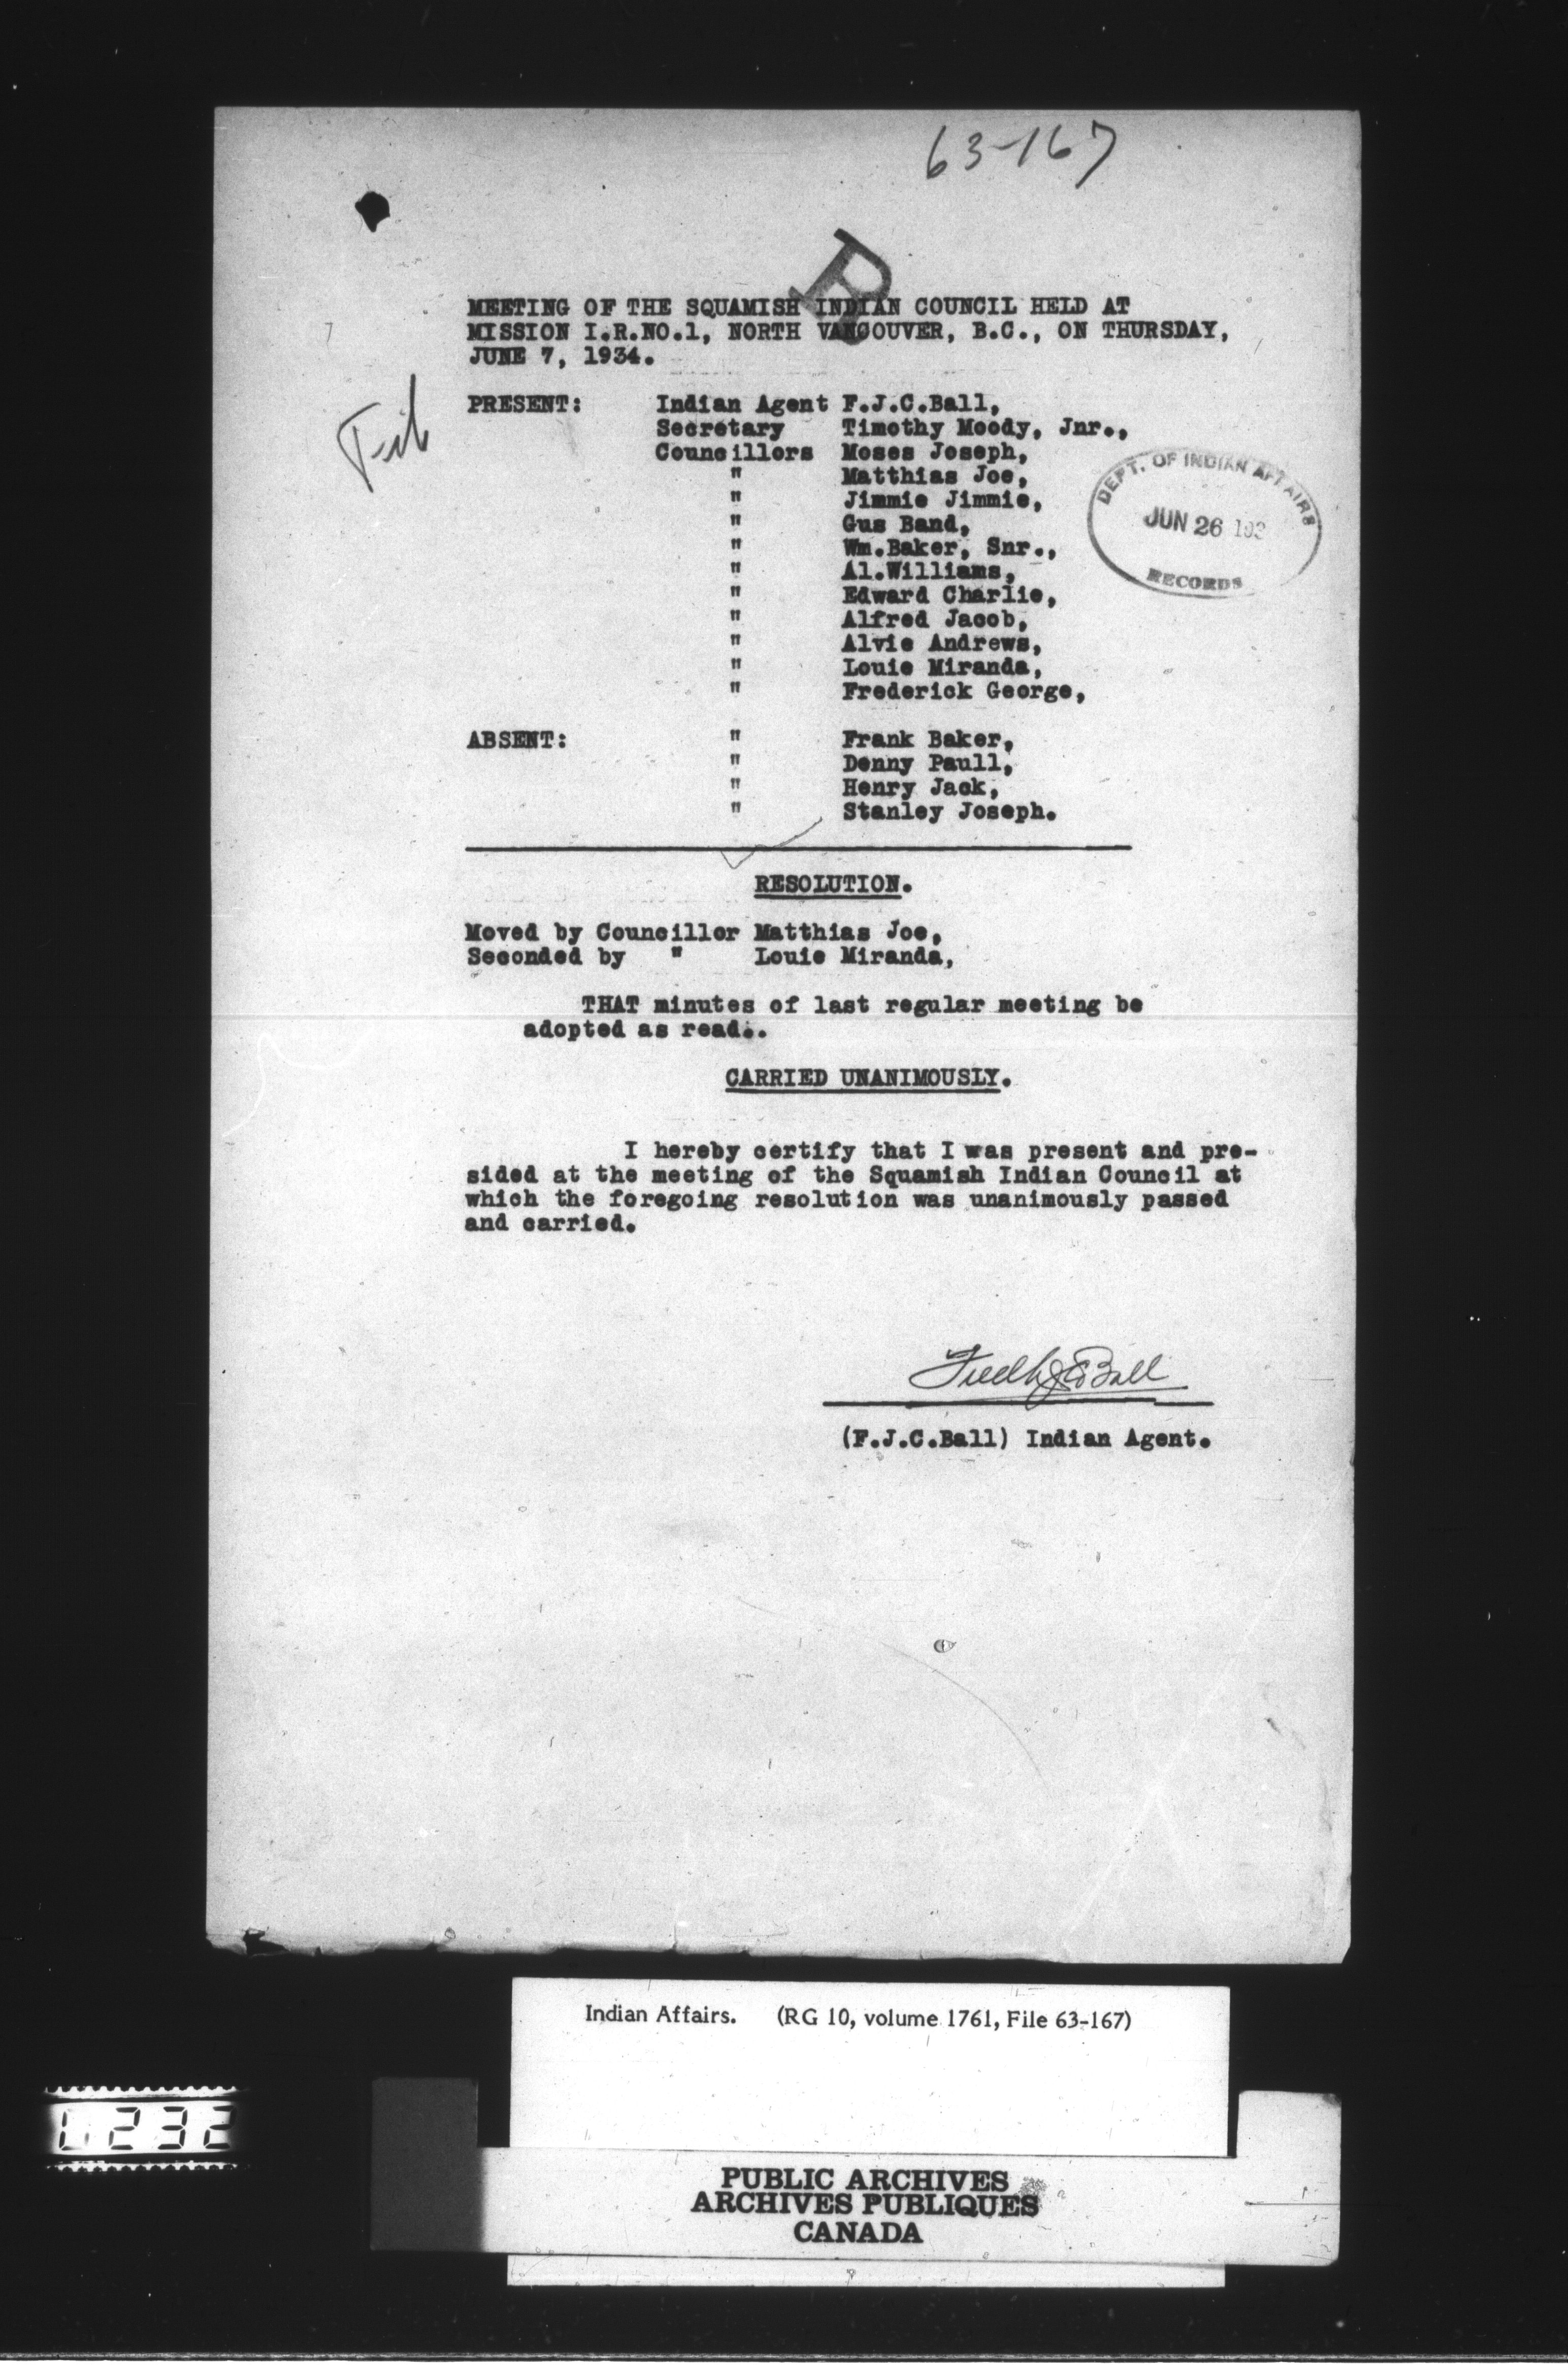 63-167
R
MEETING OF THE SQUAMISH INDIAN COUNCIL HELD AT
MISSION I.R.NO.1, NORTH VANCOUVER, B.C., ON THURSDAY,
JUNE 7, 1934.
PRESENT: Indian Agent F.J.C.Ball,
Secretary Timothy Moody, Jnr.,
Councillors Moses Joseph,
" Matthias Joe,
" Jimmie Jimmie,
" Gus Band,
" Wm.Baker, Snr.,
" Al.Williams,
" Edward Charlie,
" Alfred Jacob,
" Alvie Andrews,
" Louie Miranda,
" Frederick George,
DEPT. OF INDIAN AFFAIRS
JUN 26 193
RECORDS
ABSENT: " Frank Baker,
" Denny Paull,
" Henry Jack,
" Stanley Joseph.
RESOLUTION.
Moved by Councillor Matthias Joe,
Seconded by " Louie Miranda,
THAT minutes of last regular meeting be
adopted as read..
CARRIED UNANIMOUSLY.
I hereby certify that I was present and pre-
sided at the meeting of the Squamish Indian Council at
which the foregoing resolution was unanimously passed
and carried.
(F.J.C.Ball) Indian Agent.
Indian Affairs. (RG 10, volume 1761, File 63-167)
232
PUBLIC ARCHIVES
ARCHIVES PUBLIQUES
CANADA